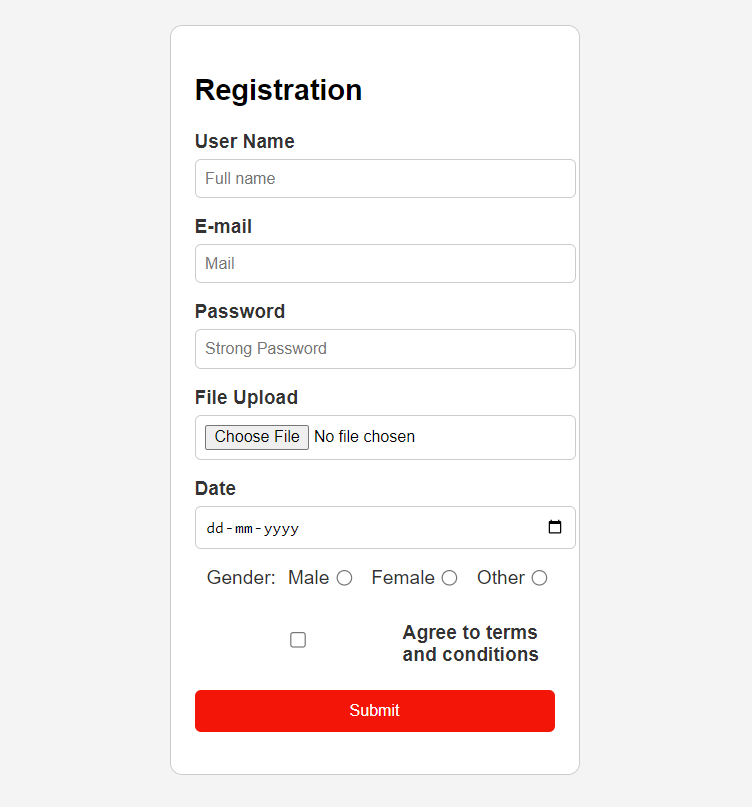 Registration
User Name
Full name
E-mail
Mail
Password
Strong Password
File Upload
Choose File No file chosen
Date
dd-mm-yyyy
Gender: Male Female Other
Agree to terms
and conditions
Submit